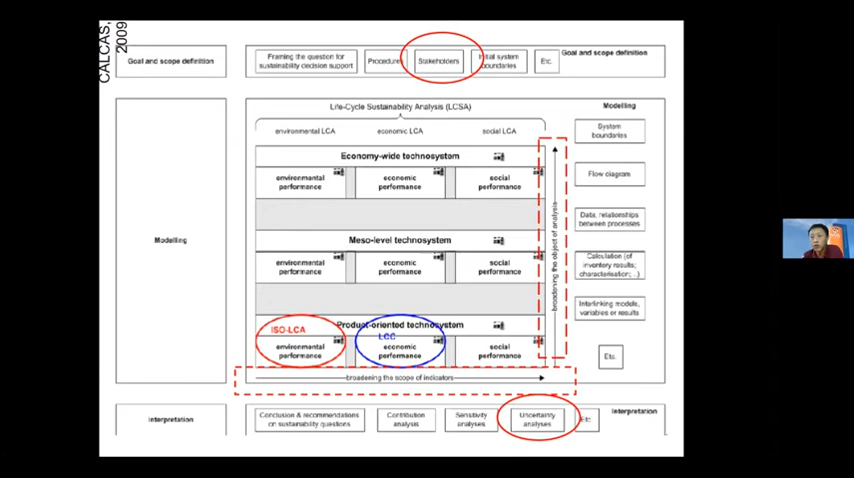 CALCAS,
2009
Goal and scope definition
Framing the question for
sustainability decision support
Procedures
Stakeholders
Initial system
boundaries
Etc.
Goal and scope definition
Modelling
Life-Cycle Sustainability Analysis (LCSA)
environmental LCA
economic LCA
social LCA
Economy-wide technosystem
environmental
performance
economic
performance
social
performance
Meso-level technosystem
environmental
performance
economic
performance
social
performance
Product-oriented technosystem
ISO-LCA
LCC
environmental
performance
economic
performance
social
performance
broadening the object of analysis
broadening the scope of indicators
Modelling
System
boundaries
Flow diagram
Data, relationships
between processes
Calculation (of
inventory results;
characterisation; ..)
Interlinking models,
variables or results
Etc.
Interpretation
Conclusion & recommendations
on sustainability questions
Contribution
analysis
Sensitivity
analyses
Uncertainty
analyses
Etc
Interpretation